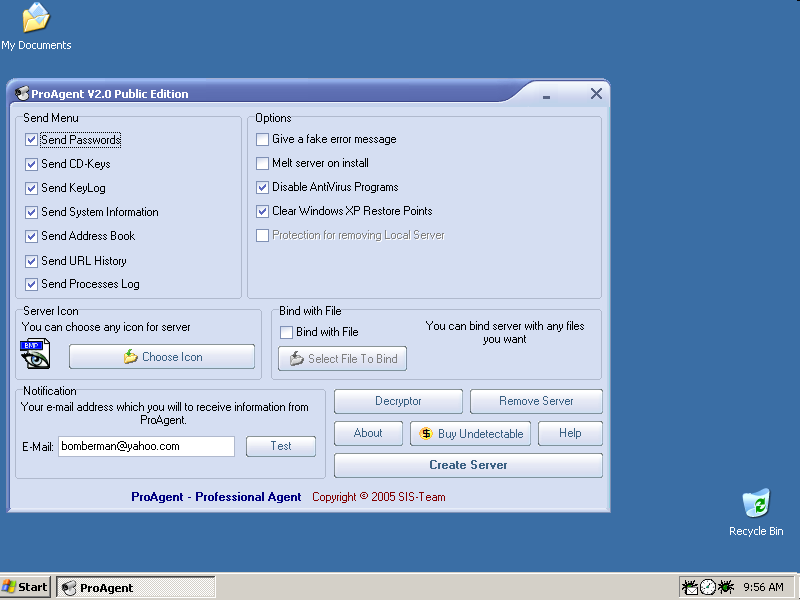 My Documents
ProAgent V2.0 Public Edition
Send Menu
Send Passwords
Send CD-Keys
Send KeyLog
Send System Information
Send Address Book
Send URL History
Send Processes Log
Options
Give a fake error message
Melt server on install
Disable AntiVirus Programs
Clear Windows XP Restore Points
Protection for removing Local Server
Server Icon
You can choose any icon for server
BMP
Choose Icon
Bind with File
Bind with File
You can bind server with any files
you want
Select File To Bind
Notification
Your e-mail address which you will to receive information from
ProAgent.
E-Mail: bomberman@yahoo.com
Test
Decryptor
Remove Server
About
$ Buy Undetectable
Help
Create Server
ProAgent - Professional Agent Copyright © 2005 SIS-Team
Recycle Bin
Start
ProAgent
9:56 AM